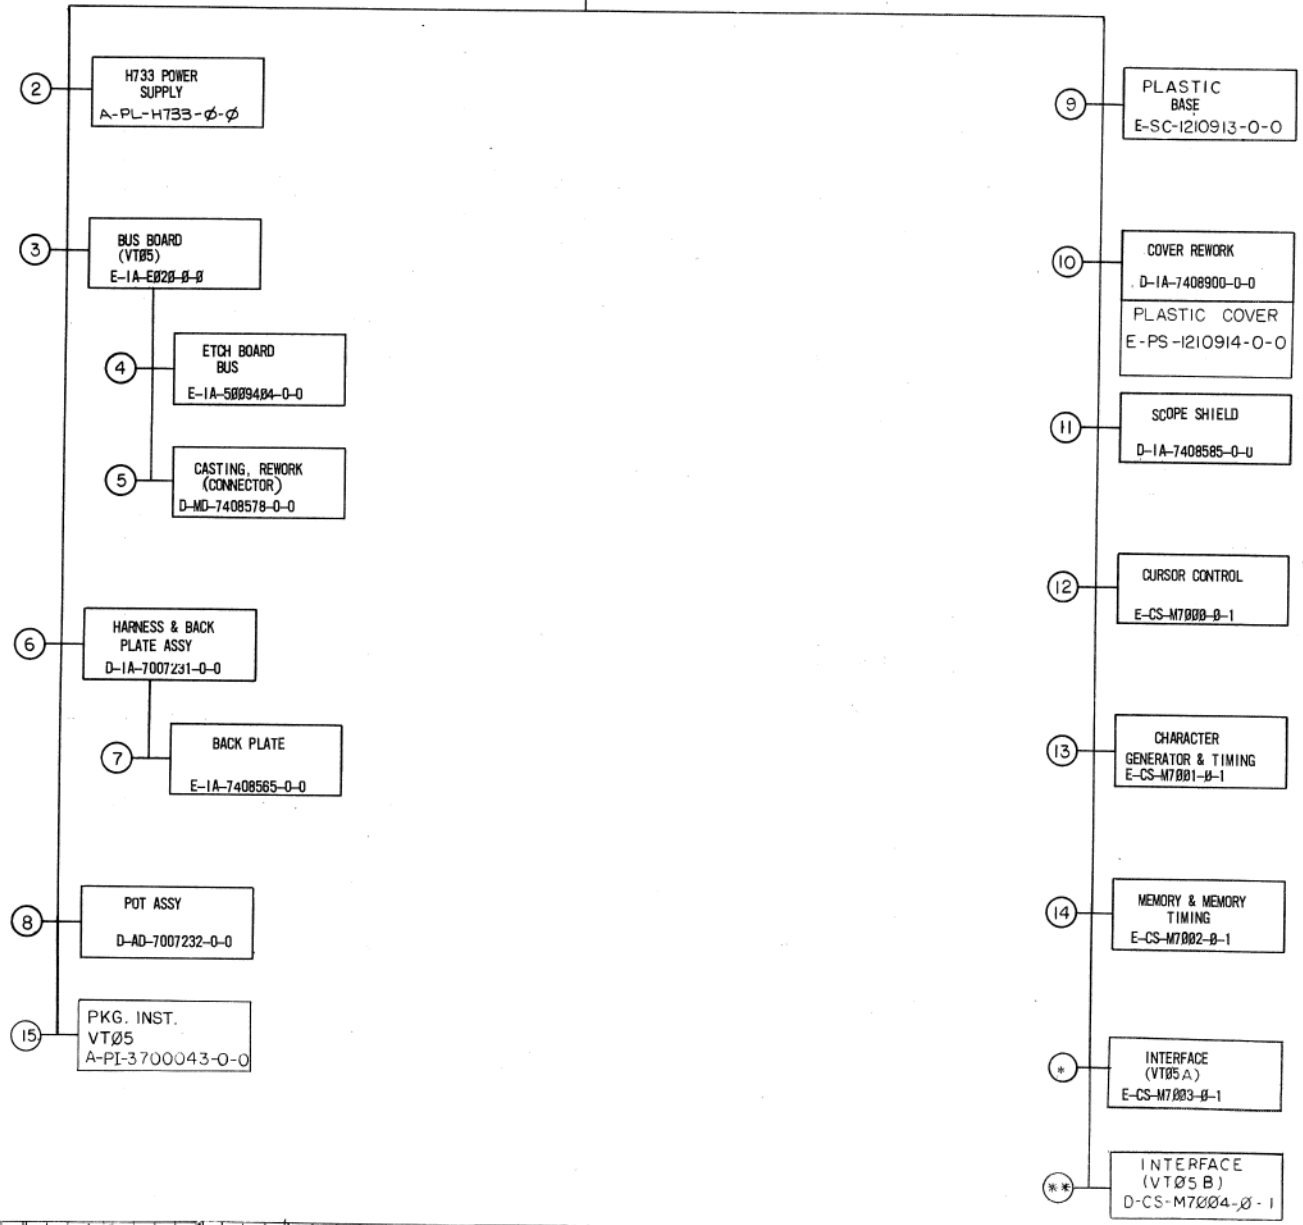 2
H733 POWER
SUPPLY
A-PL-H733-Ø-Ø
3
BUS BOARD
(VTØ5)
E-IA-EØ2Ø-Ø-Ø
4
ETCH BOARD
BUS
E-IA-5ØØ94Ø4-0-0
5
CASTING, REWORK
(CONNECTOR)
D-MD-7408578-0-0
6
HARNESS & BACK
PLATE ASSY
D-IA-7007231-0-0
7
BACK PLATE
E-IA-7408565-0-0
8
POT ASSY
D-AD-7007232-0-0
15
PKG. INST.
VTØ5
A-PI-3700043-0-0
9
PLASTIC
BASE
E-SC-1210913-0-0
10
COVER REWORK
D-IA-7408900-0-0
PLASTIC COVER
E-PS-1210914-0-0
11
SCOPE SHIELD
D-IA-7408585-0-U
12
CURSOR CONTROL
E-CS-M7ØØØ-Ø-1
13
CHARACTER
GENERATOR & TIMING
E-CS-M7ØØ1-Ø-1
14
MEMORY & MEMORY
TIMING
E-CS-M7ØØ2-Ø-1
*
INTERFACE
(VTØ5A)
E-CS-M7ØØ3-Ø-1
**
INTERFACE
(VTØ5B)
D-CS-M7ØØ4-Ø-1